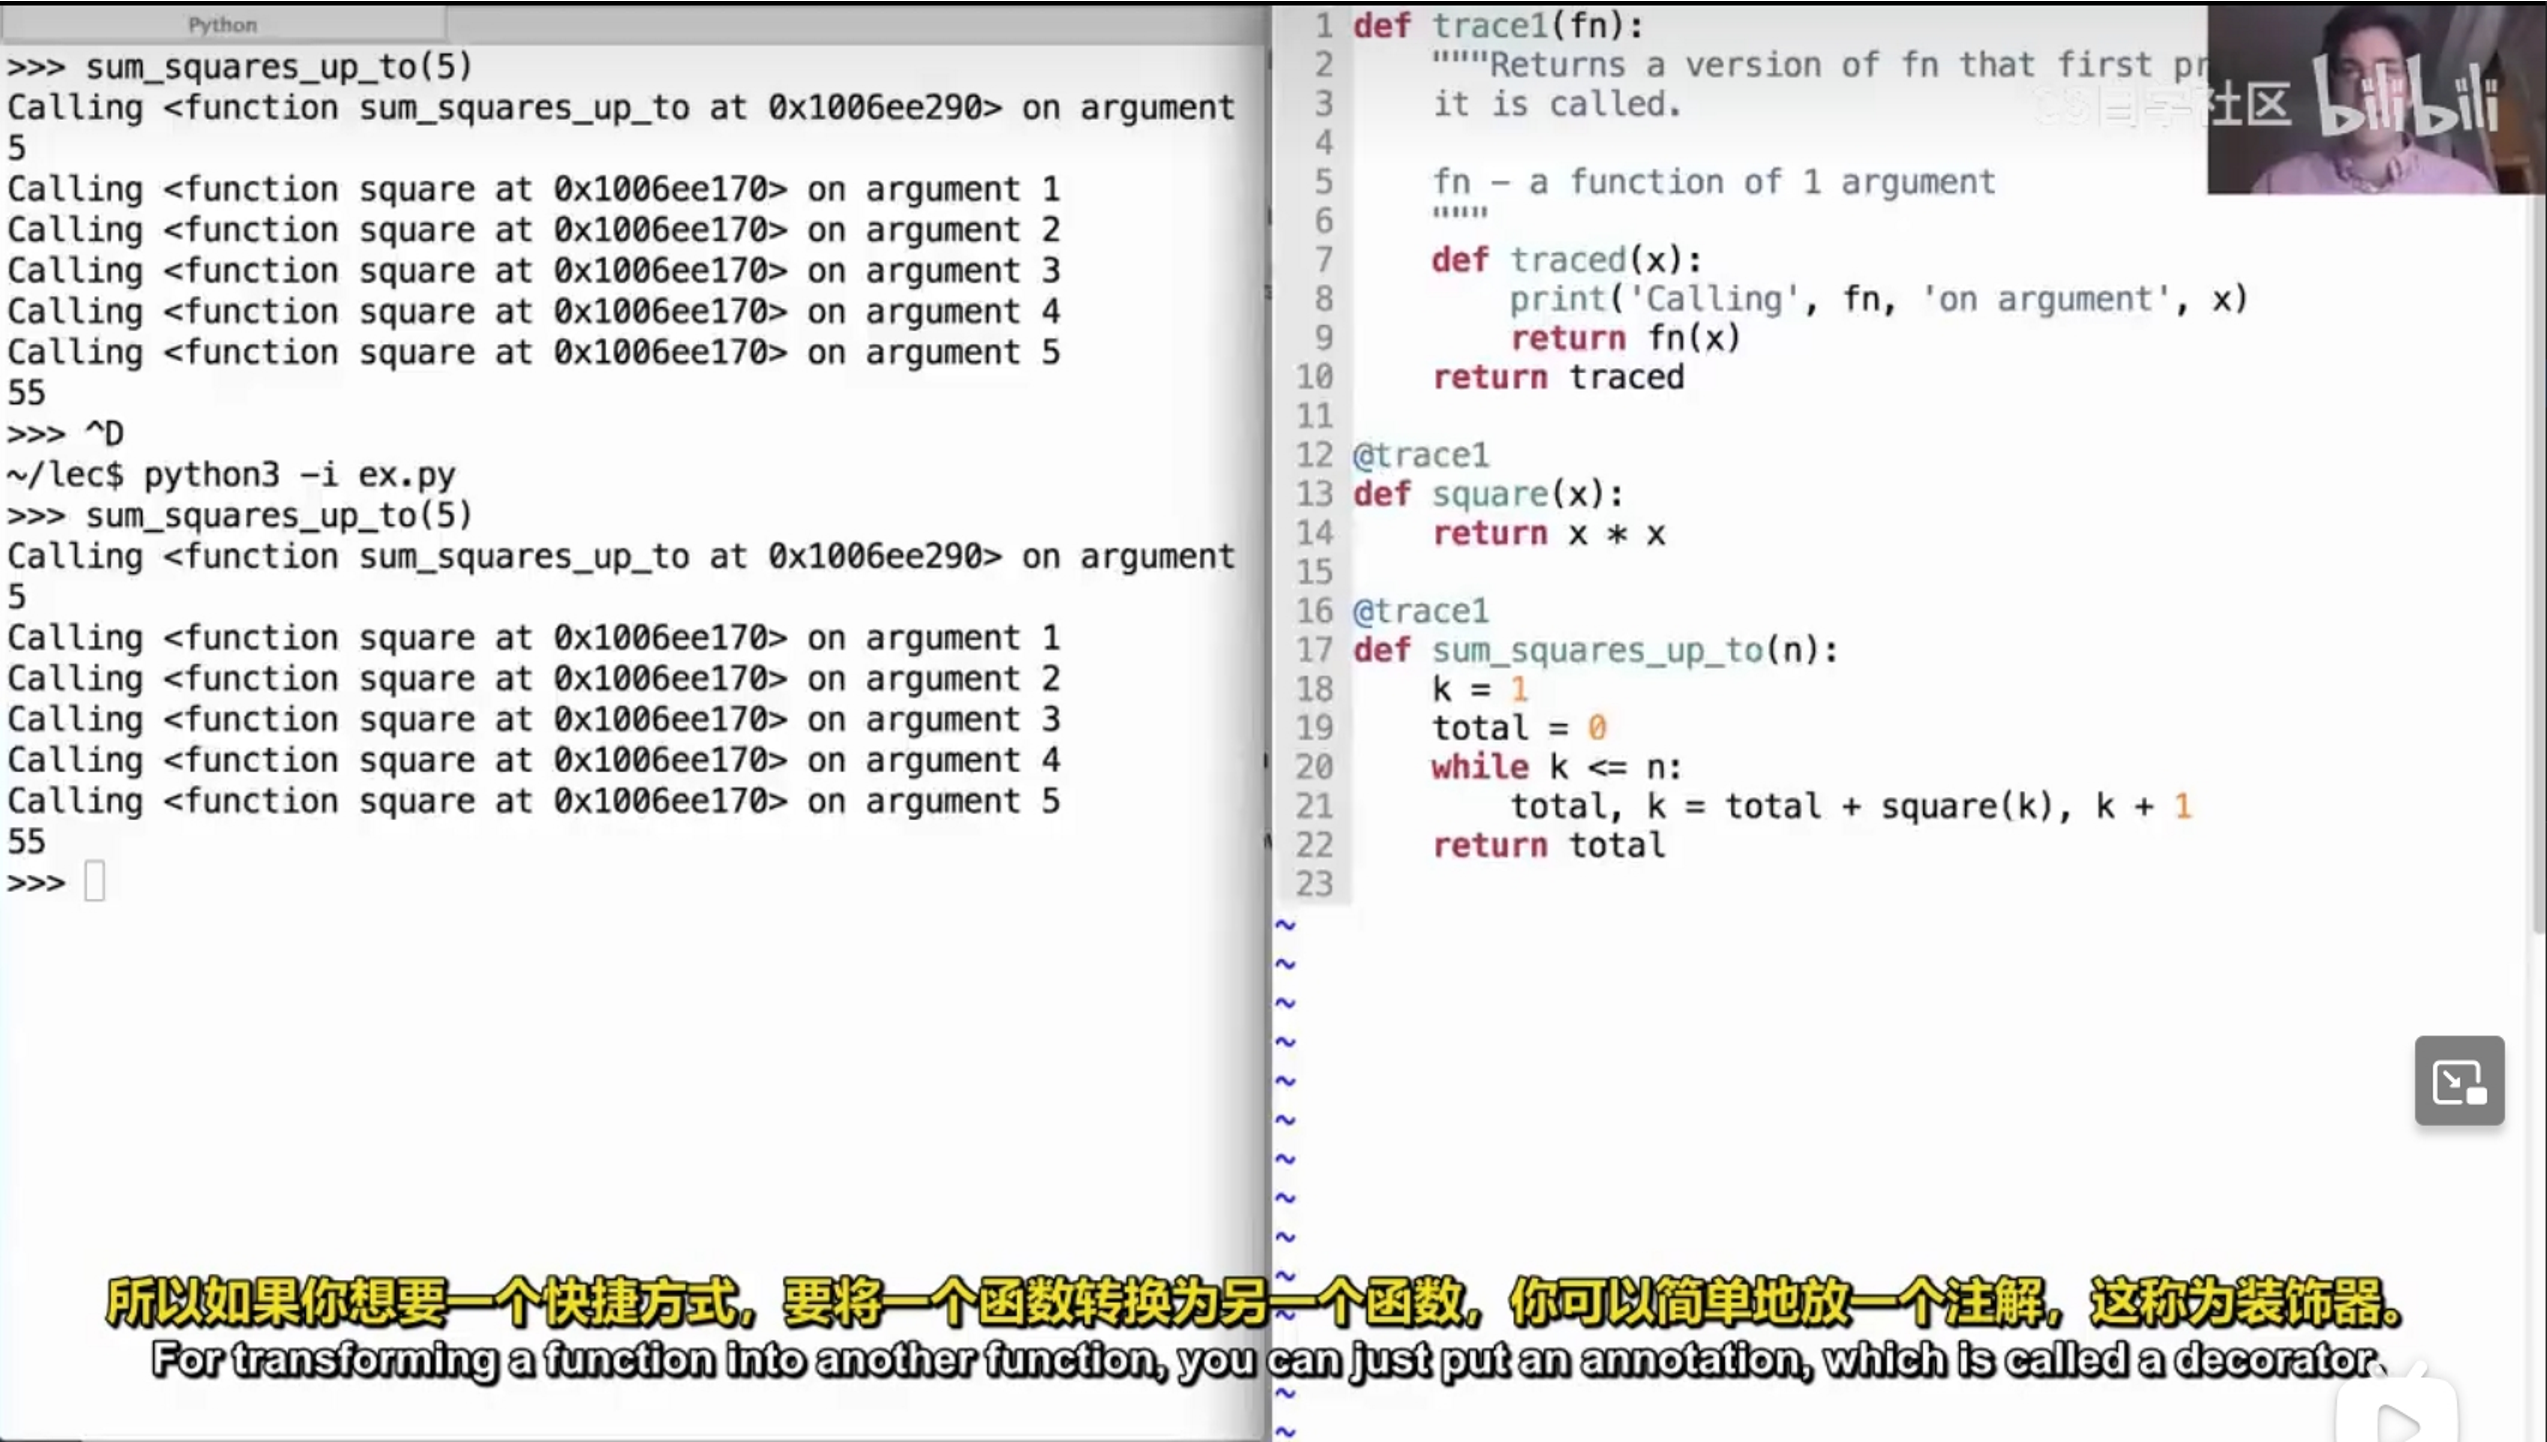 Python
>>> sum_squares_up_to(5)
Calling <function sum_squares_up_to at 0x1006ee290> on argument
5
Calling <function square at 0x1006ee170> on argument 1
Calling <function square at 0x1006ee170> on argument 2
Calling <function square at 0x1006ee170> on argument 3
Calling <function square at 0x1006ee170> on argument 4
Calling <function square at 0x1006ee170> on argument 5
55
>>> ^D
~/lec$ python3 -i ex.py
>>> sum_squares_up_to(5)
Calling <function sum_squares_up_to at 0x1006ee290> on argument
5
Calling <function square at 0x1006ee170> on argument 1
Calling <function square at 0x1006ee170> on argument 2
Calling <function square at 0x1006ee170> on argument 3
Calling <function square at 0x1006ee170> on argument 4
Calling <function square at 0x1006ee170> on argument 5
55
>>>
1 def trace1(fn):
2     """Returns a version of fn that first pr
3     it is called.
4
5     fn - a function of 1 argument
6     """
7     def traced(x):
8         print('Calling', fn, 'on argument', x)
9         return fn(x)
10     return traced
11
12 @trace1
13 def square(x):
14     return x * x
15
16 @trace1
17 def sum_squares_up_to(n):
18     k = 1
19     total = 0
20     while k <= n:
21         total, k = total + square(k), k + 1
22     return total
23
~
~
~
~
~
~
~
~
~
~
~
~
~
~
CS自学社区 bilibili
所以如果你想要一个快捷方式，要将一个函数转换为另一个函数，你可以简单地放一个注解，这称为装饰器。
For transforming a function into another function, you can just put an annotation, which is called a decorator.